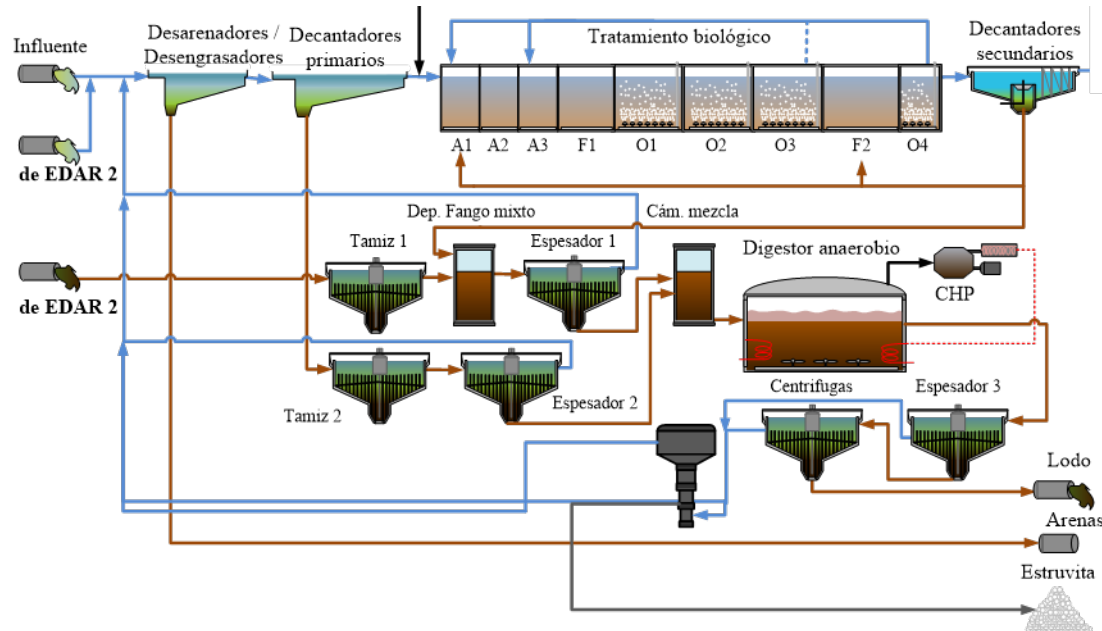 Influente
Desarenadores /
Desengrasadores
Decantadores
primarios
Tratamiento biológico
Decantadores
secundarios
A1
A2
A3
F1
O1
O2
O3
F2
O4
de EDAR 2
Dep. Fango mixto
Cám. mezcla
Tamiz 1
Espesador 1
Digestor anaerobio
CHP
de EDAR 2
Tamiz 2
Espesador 2
Centrifugas
Espesador 3
Lodo
Arenas
Estruvita